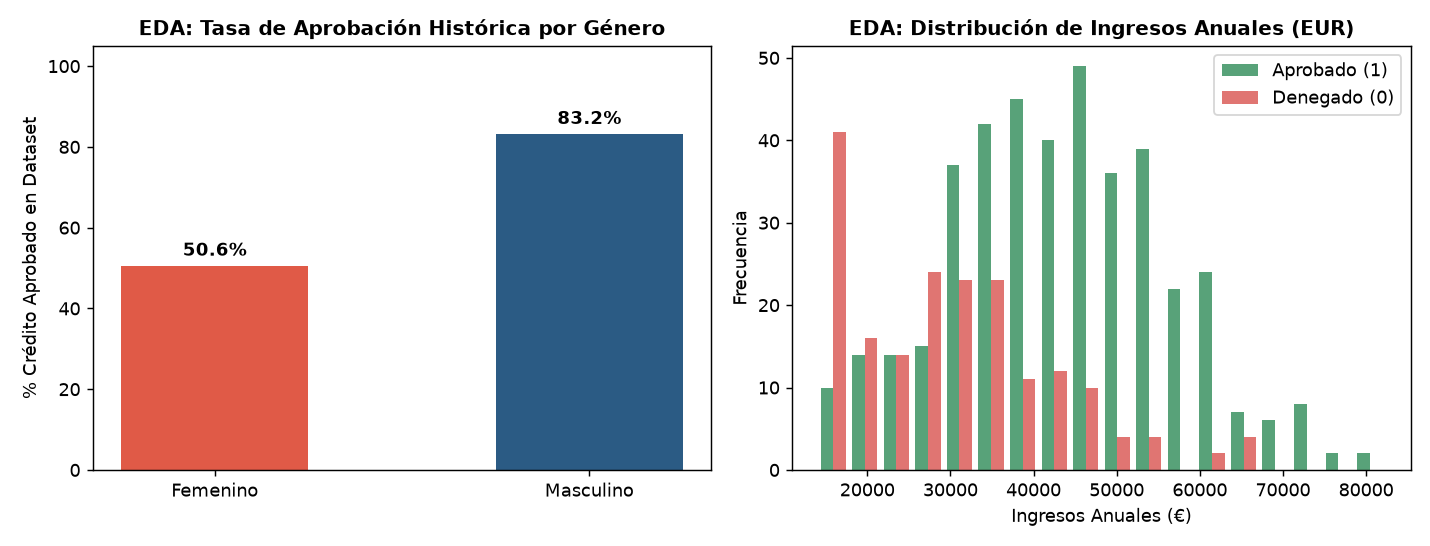 EDA: Tasa de Aprobación Histórica por Género
% Crédito Aprobado en Dataset
100
80
60
40
20
0
50.6%
83.2%
Femenino
Masculino
EDA: Distribución de Ingresos Anuales (EUR)
Frecuencia
50
40
30
20
10
0
Aprobado (1)
Denegado (0)
20000 30000 40000 50000 60000 70000 80000
Ingresos Anuales (€)